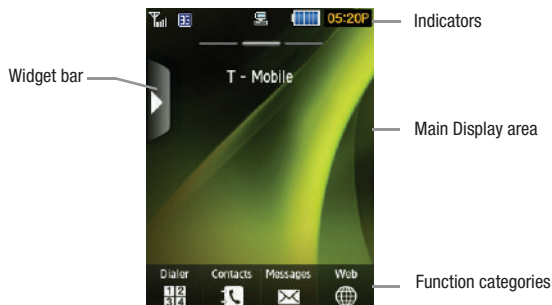 05:20P
Indicators
Widget bar
T - Mobile
Main Display area
Dialer Contacts Messages Web
Function categories